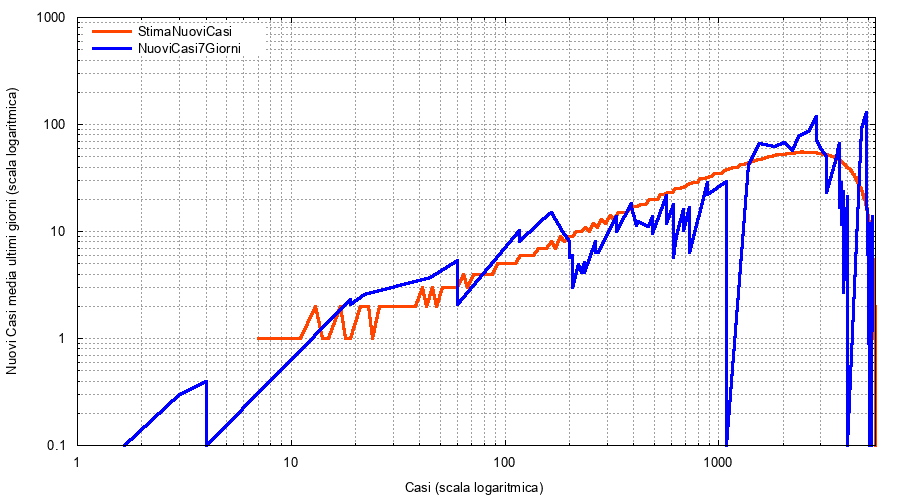 1000
StimaNuoviCasi
NuoviCasi7Giorni
100
10
1
0.1
Nuovi Casi media ultimi giorni (scala logaritmica)
1
10
100
1000
Casi (scala logaritmica)